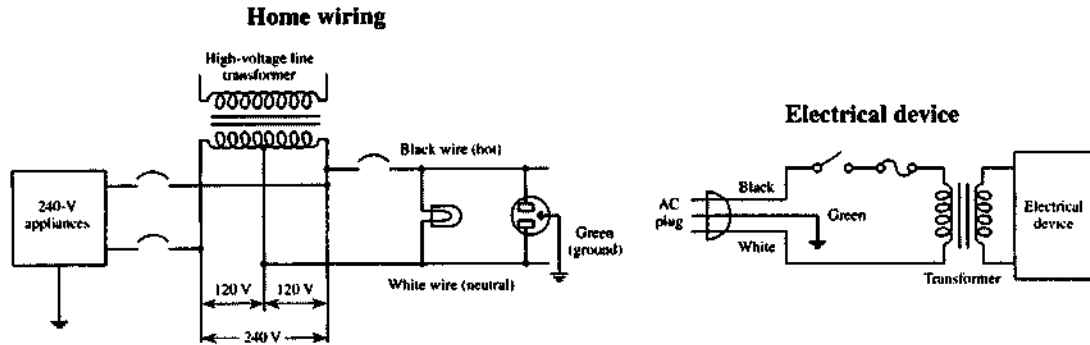 Home wiring
High-voltage line
transformer
Black wire (hot)
240-V
appliances
Green
(ground)
White wire (neutral)
120 V
120 V
240 V
Electrical device
Black
AC
plug
Green
White
Transformer
Electrical
device